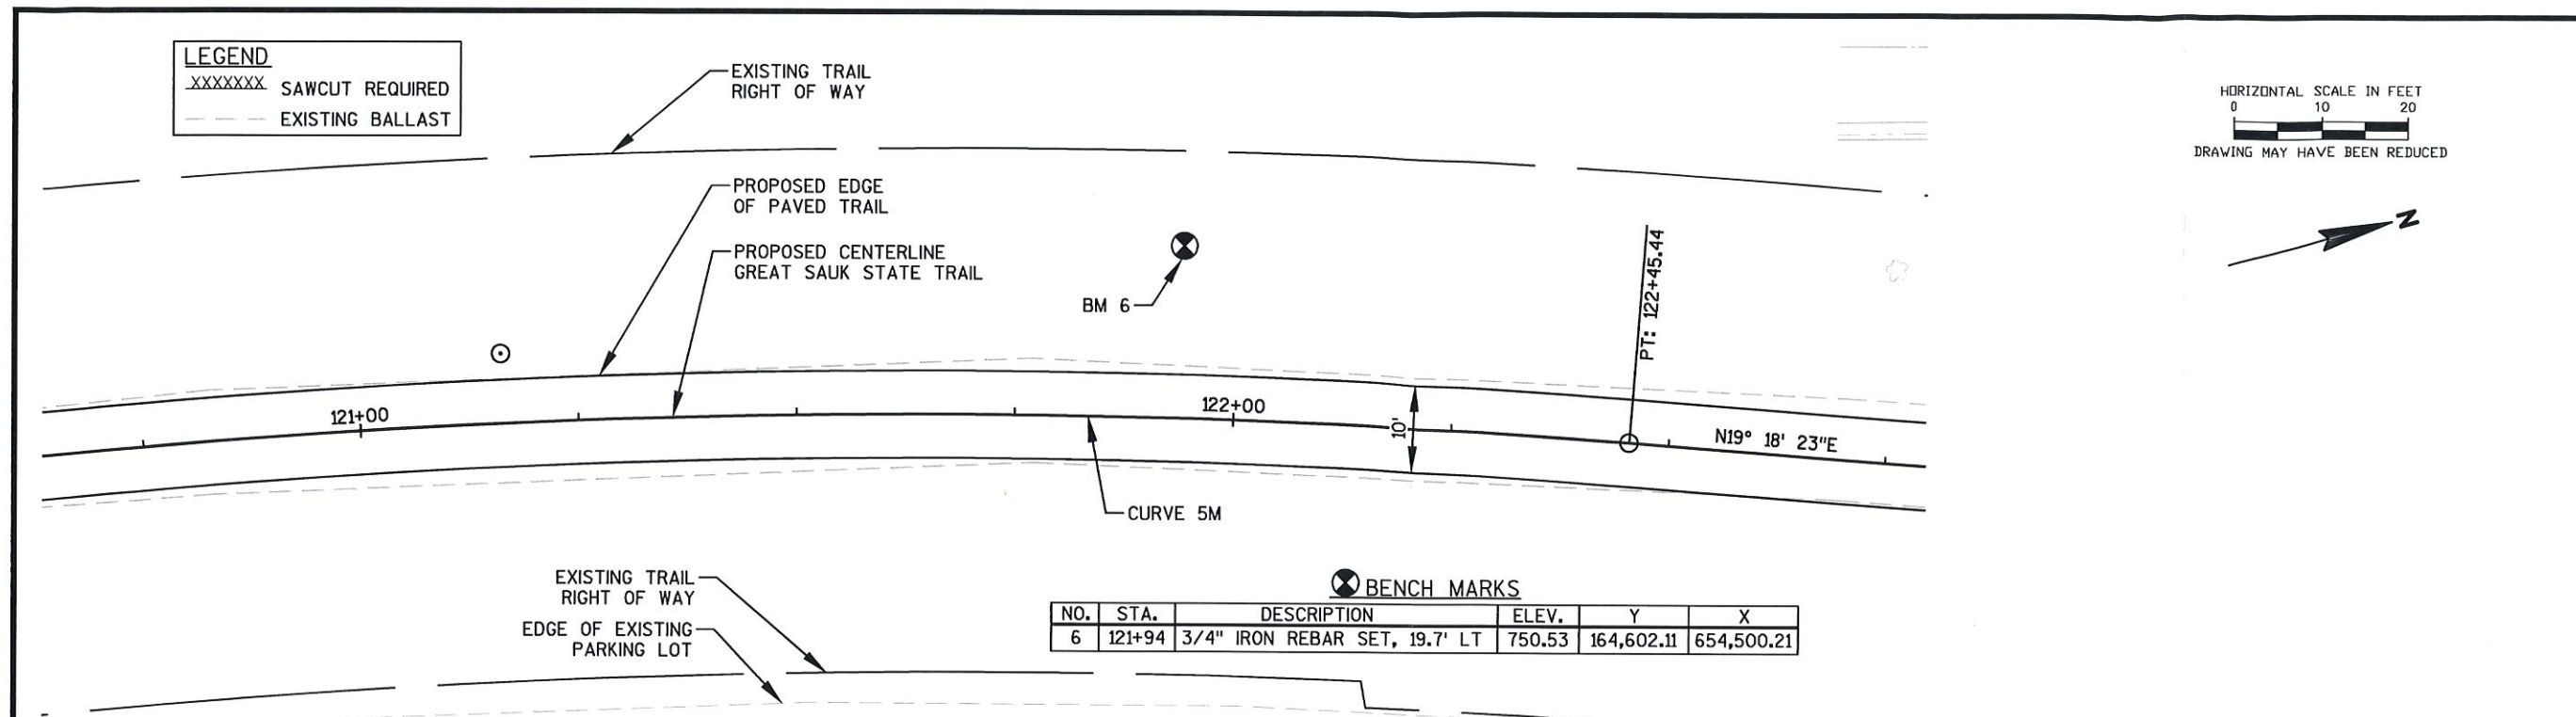 LEGEND
XXXXXXX SAWCUT REQUIRED
EXISTING BALLAST
EXISTING TRAIL
RIGHT OF WAY
HORIZONTAL SCALE IN FEET
0 10 20
DRAWING MAY HAVE BEEN REDUCED
N
PROPOSED EDGE
OF PAVED TRAIL
PROPOSED CENTERLINE
GREAT SAUK STATE TRAIL
BM 6
PT: 122+45.44
121+00
122+00
10'
N19° 18' 23"E
CURVE 5M
EXISTING TRAIL
RIGHT OF WAY
EDGE OF EXISTING
PARKING LOT
BENCH MARKS
NO. STA. DESCRIPTION ELEV. Y X
6 121+94 3/4" IRON REBAR SET, 19.7' LT 750.53 164,602.11 654,500.21